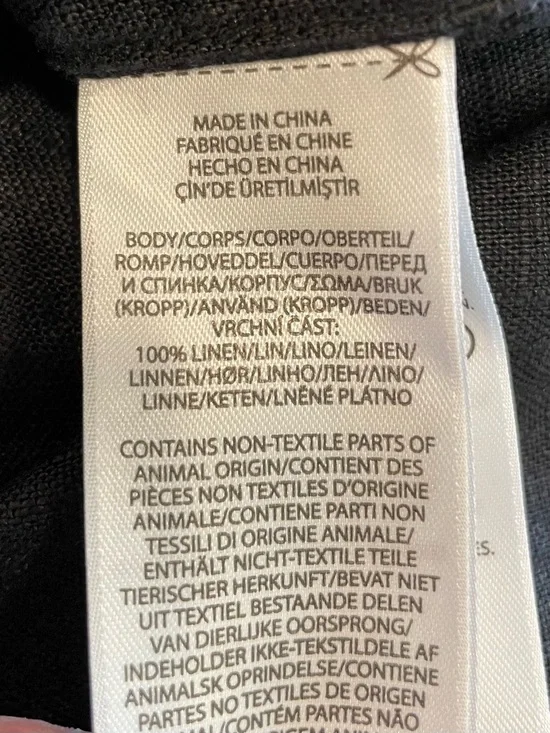 MADE IN CHINA
FABRIQUÉ EN CHINE
HECHO EN CHINA
ÇİN'DE ÜRETİLMİŞTİR
BODY/CORPS/CORPO/OBERTEIL/
ROMP/HOVEDDEL/CUERPO/ПЕРЕД
И СПИНКА/КОРПУС/ΣΩΜΑ/BRUK
(KROPP)/ANVÄND (KROPP)/BEDEN/
VRCHNÍ ČÁST:
100% LINEN/LIN/LINO/LEINEN/
LINNEN/HØR/LINHO/ЛЕН/ΛΙΝΟ/
LINNE/KETEN/LNĚNÉ PLÁTNO
CONTAINS NON-TEXTILE PARTS OF
ANIMAL ORIGIN/CONTIENT DES
PIÈCES NON TEXTILES D'ORIGINE
ANIMALE/CONTIENE PARTI NON
TESSILI DI ORIGINE ANIMALE/
ENTHÄLT NICHT-TEXTILE TEILE
TIERISCHER HERKUNFT/BEVAT NIET
UIT TEXTIEL BESTAANDE DELEN
VAN DIERLIJKE OORSPRONG/
INDEHOLDER IKKE-TEKSTILDELE AF
ANIMALSK OPRINDELSE/CONTIENE
PARTES NO TEXTILES DE ORIGEN
/CONTÉM PARTES NÃO